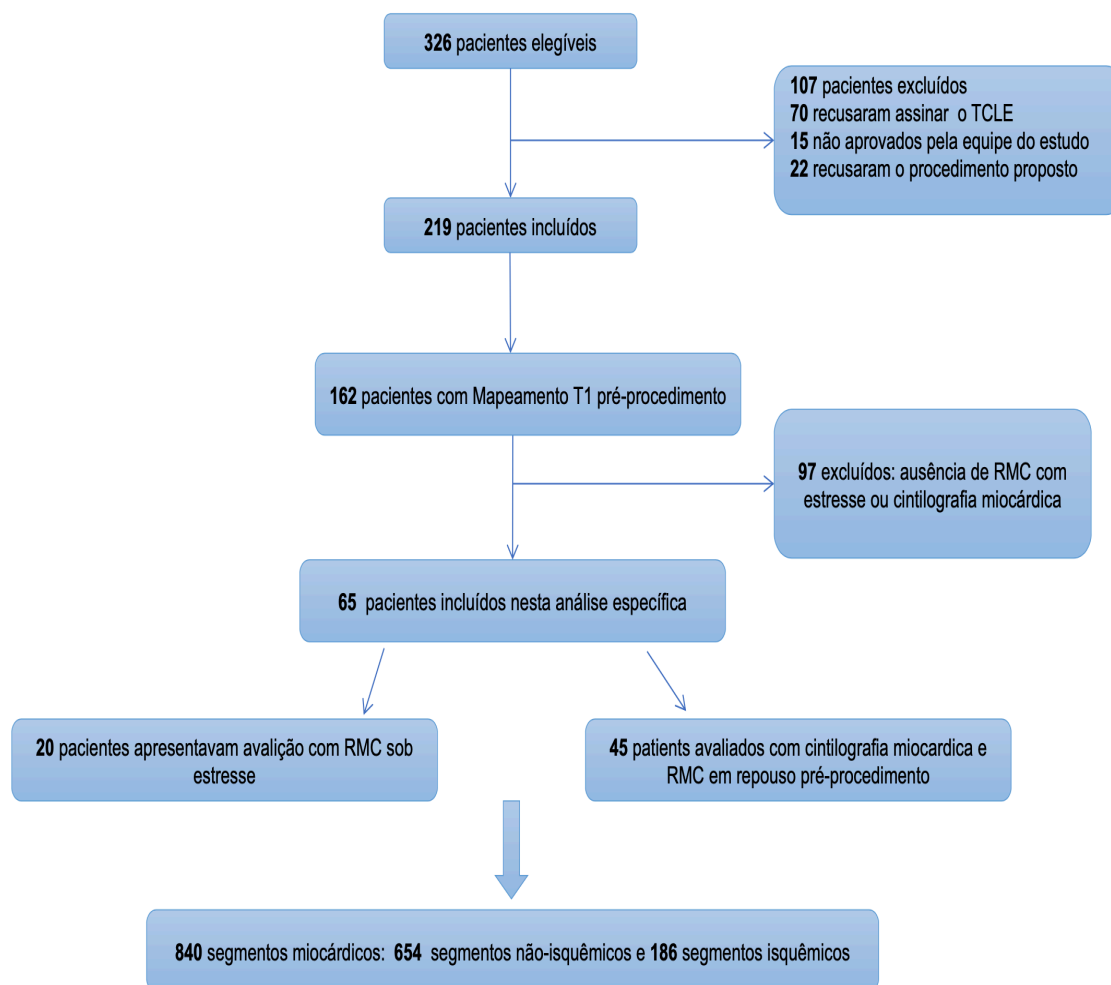 326 pacientes elegíveis
107 pacientes excluídos
70 recusaram assinar o TCLE
15 não aprovados pela equipe do estudo
22 recusaram o procedimento proposto
219 pacientes incluídos
162 pacientes com Mapeamento T1 pré-procedimento
97 excluídos: ausência de RMC com
estresse ou cintilografia miocárdica
65 pacientes incluídos nesta análise específica
20 pacientes apresentavam avalição com RMC sob
estresse
45 patients avaliados com cintilografia miocardica e
RMC em repouso pré-procedimento
840 segmentos miocárdicos: 654 segmentos não-isquêmicos e 186 segmentos isquêmicos